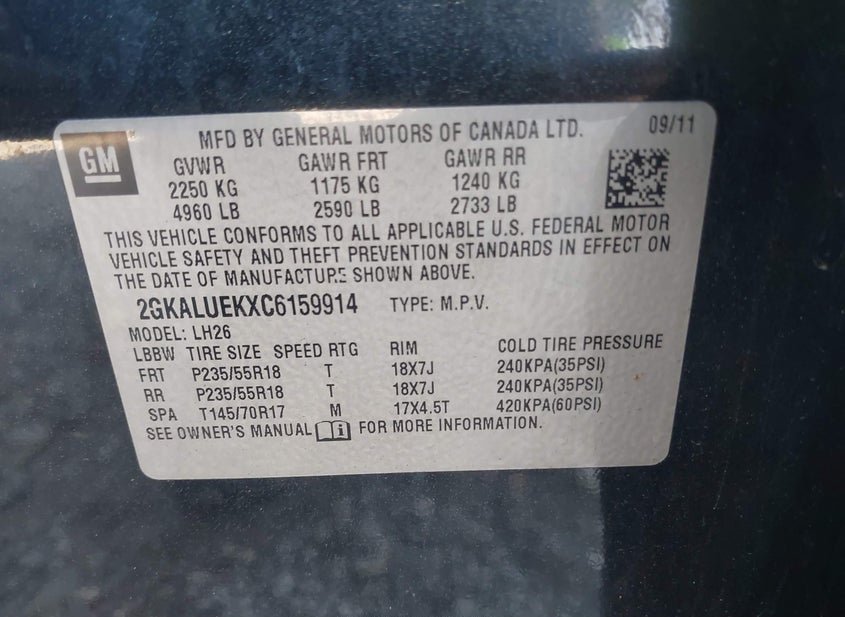 GM
MFD BY GENERAL MOTORS OF CANADA LTD. 09/11
GVWR GAWR FRT GAWR RR
2250 KG 1175 KG 1240 KG
4960 LB 2590 LB 2733 LB
THIS VEHICLE CONFORMS TO ALL APPLICABLE U.S. FEDERAL MOTOR
VEHICLE SAFETY AND THEFT PREVENTION STANDARDS IN EFFECT ON
THE DATE OF MANUFACTURE SHOWN ABOVE.
2GKALUEKXC6159914 TYPE: M.P.V.
MODEL: LH26
LBBW TIRE SIZE SPEED RTG RIM COLD TIRE PRESSURE
FRT P235/55R18 T 18X7J 240KPA(35PSI)
RR P235/55R18 T 18X7J 240KPA(35PSI)
SPA T145/70R17 M 17X4.5T 420KPA(60PSI)
SEE OWNER'S MANUAL i FOR MORE INFORMATION.